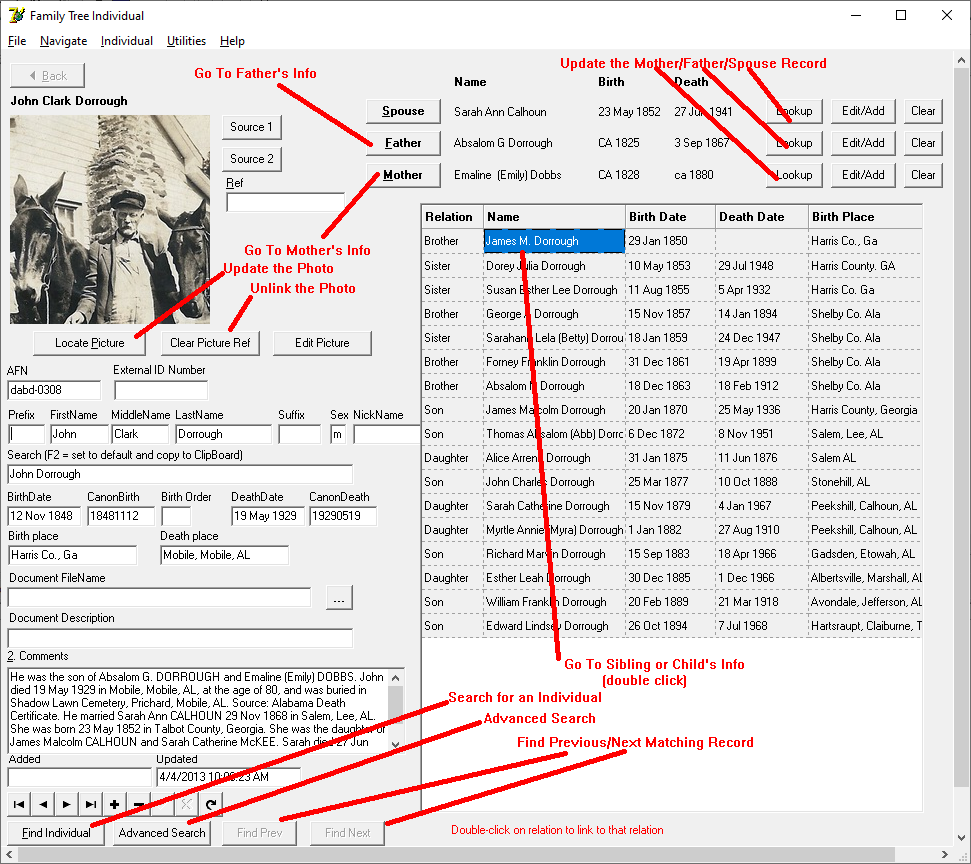 Family Tree Individual
File Navigate Individual Utilities Help
Back
Go To Father's Info
Update the Mother/Father/Spouse Record
John Clark Dorrough
Name Birth Death
Source 1
Source 2
Ref
Spouse Sarah Ann Calhoun 23 May 1852 27 Jun 1941 Lookup Edit/Add Clear
Father Absalom G Dorrough CA 1825 3 Sep 1867 Lookup Edit/Add Clear
Mother Emaline (Emily) Dobbs CA 1828 ca 1880 Lookup Edit/Add Clear
Go To Mother's Info
Update the Photo
Unlink the Photo
Locate Picture Clear Picture Ref Edit Picture
Relation Name Birth Date Death Date Birth Place
Brother James M. Dorrough 29 Jan 1850 Harris Co., Ga
Sister Dorey Julia Dorrough 10 May 1853 29 Jul 1948 Harris County. GA
Sister Susan Esther Lee Dorrough 11 Aug 1855 5 Apr 1932 Harris Co. Ga
Brother George A Dorrough 15 Nov 1857 14 Jan 1894 Shelby Co. Ala
Sister Sarahann Lela (Betty) Dorrou 18 Jan 1859 24 Dec 1947 Shelby Co. Ala
Brother Forney Franklin Dorrough 31 Dec 1861 19 Apr 1899 Shelby Co. Ala
Brother Absalom Dorrough 18 Dec 1863 18 Feb 1912 Shelby Co. Ala
Son James Malcolm Dorrough 20 Jan 1870 25 May 1936 Harris County, Georgia
Son Thomas Absalom (Abb) Dorrc 6 Dec 1872 8 Nov 1951 Salem, Lee, AL
Daughter Alice Arrena Dorrough 31 Jan 1875 11 Jun 1876 Salem AL
Son John Charles Dorrough 25 Mar 1877 10 Oct 1888 Stonehill, AL
Daughter Sarah Catherine Dorrough 15 Nov 1879 4 Jan 1967 Peekshill, Calhoun, AL
Daughter Myrtle Annie (Myra) Dorrough 1 Jan 1882 27 Aug 1910 Peekshill, Calhoun, AL
Son Richard Marvin Dorrough 15 Sep 1883 18 Apr 1966 Gadsden, Etowah, AL
Daughter Esther Leah Dorrough 30 Dec 1885 1 Dec 1966 Albertsville, Marshall, AL
Son William Franklin Dorrough 20 Feb 1889 21 Mar 1918 Avondale, Jefferson, AL
Son Edward Lindsey Dorrough 26 Oct 1894 7 Jul 1968 Hartsraupt, Claiburne, T
AFN External ID Number
dabd-0308
Prefix FirstName MiddleName LastName Suffix Sex NickName
John Clark Dorrough m
Search (F2 = set to default and copy to ClipBoard)
John Dorrough
BirthDate CanonBirth Birth Order DeathDate CanonDeath
12 Nov 1848 18481112 19 May 1929 19290519
Birth place Death place
Harris Co., Ga Mobile, Mobile, AL
Document FileName
...
Document Description
2. Comments
He was the son of Absalom G. DORROUGH and Emaline (Emily) DOBBS. John
died 19 May 1929 in Mobile, Mobile, AL, at the age of 80, and was buried in
Shadow Lawn Cemetery, Prichard, Mobile, AL. Source: Alabama Death
Certificate. He married Sarah Ann CALHOUN 29 Nov 1868 in Salem, Lee, AL.
She was born 23 May 1852 in Talbot County, Georgia. She was the daughter of
James Malcolm CALHOUN and Sarah Catherine McKEE. Sarah died 27 Jun
Go To Sibling or Child's Info
(double click)
Search for an Individual
Advanced Search
Find Previous/Next Matching Record
Added Updated
4/4/2013 10:06:23 AM
Find Individual Advanced Search Find Prev Find Next
Double-click on relation to link to that relation